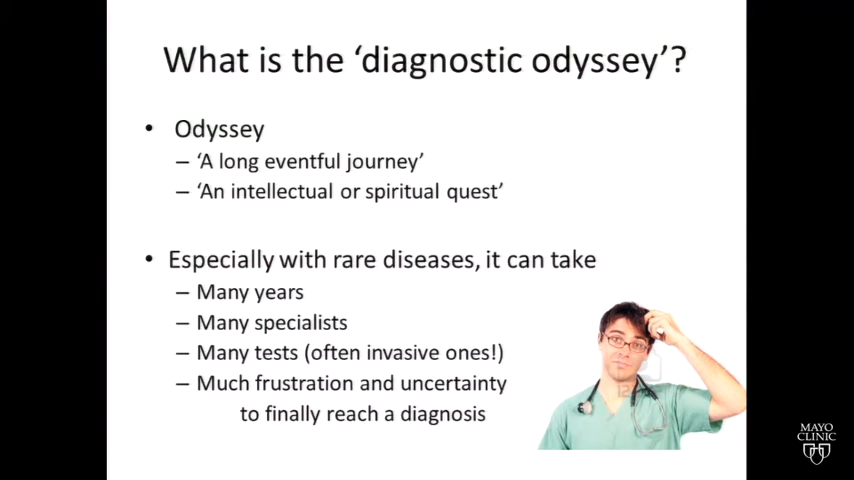 What is the ‘diagnostic odyssey’?
• Odyssey
– ‘A long eventful journey’
– ‘An intellectual or spiritual quest’
• Especially with rare diseases, it can take
– Many years
– Many specialists
– Many tests (often invasive ones!)
– Much frustration and uncertainty
to finally reach a diagnosis
MAYO
CLINIC